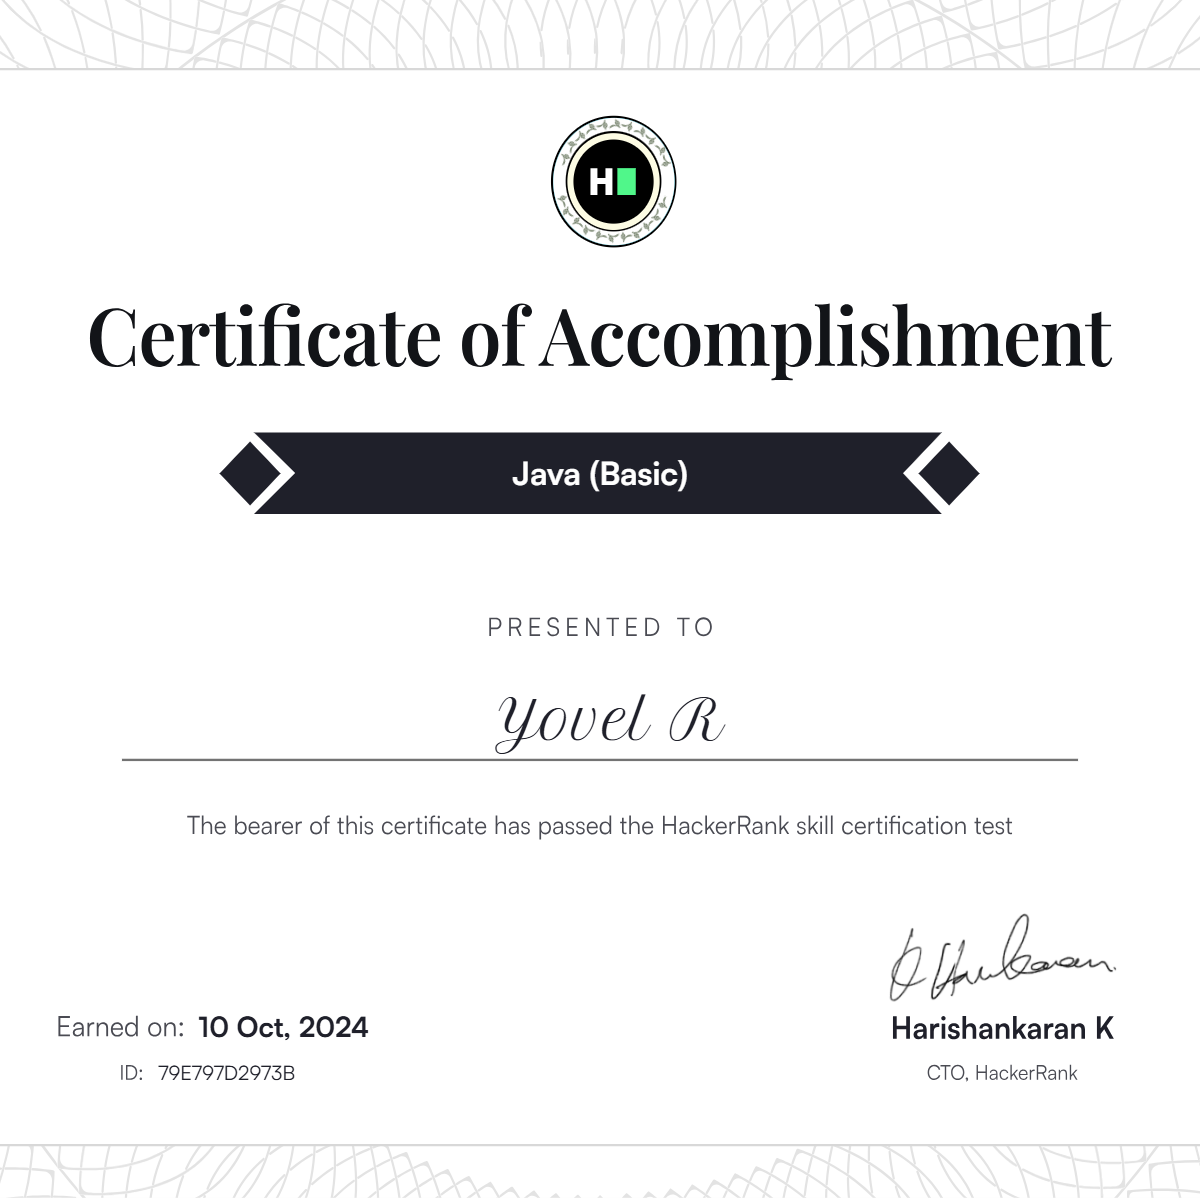 H
Certificate of Accomplishment
Java (Basic)
PRESENTED TO
Yovel R
The bearer of this certificate has passed the HackerRank skill certification test
Earned on: 10 Oct, 2024
ID: 79E797D2973B
Harishankaran K
CTO, HackerRank